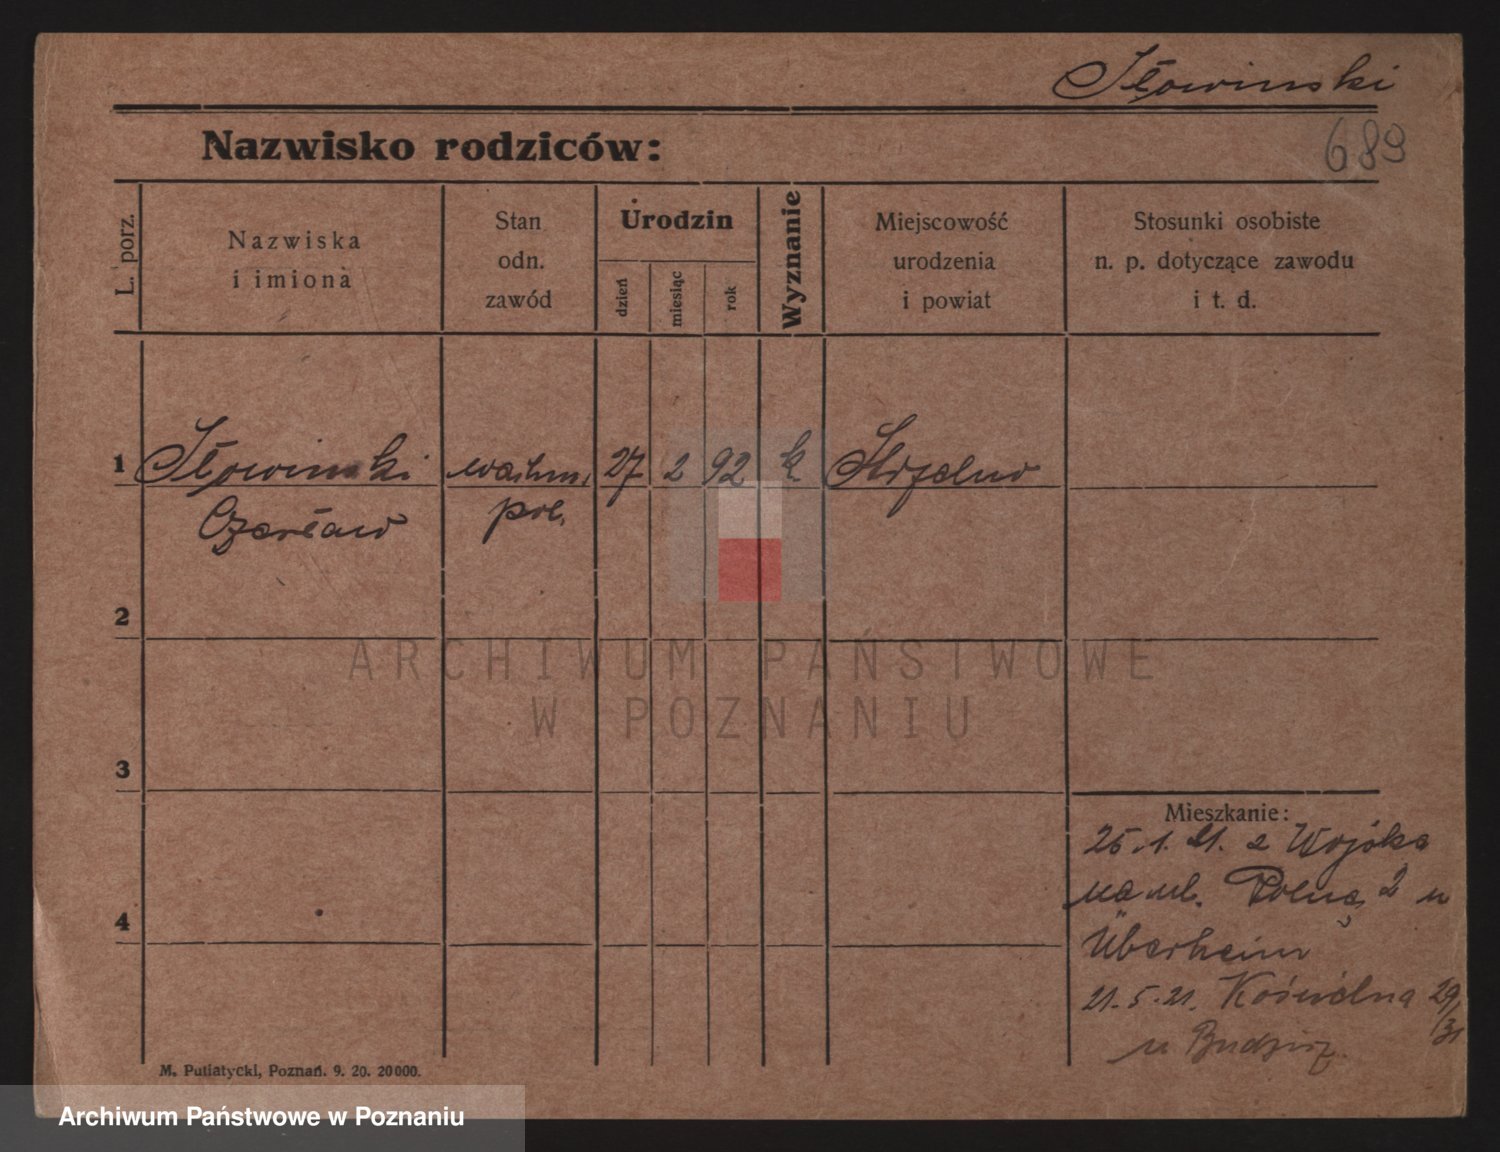 Słowinski
689
Nazwisko rodziców:
L. porz.
Nazwiska
i imiona
Stan
odn.
zawód
Urodzin
dzień
miesiąc
rok
Wyznanie
Miejscowość
urodzenia
i powiat
Stosunki osobiste
n. p. dotyczące zawodu
i t. d.
1 Słowinski wachm. 27 2 92 k. Strzelno
Czesław pol.
2
ARCHIWUM PAŃSTWOWE
W POZNANIU
3
Mieszkanie:
25.1.21. z Wojska
na ul. Polną 2 u
Überheim
4
21.5.21. Kościelna 29/31
u
M. Putiatycki, Poznań. 9. 20. 20000.
Archiwum Państwowe w Poznaniu